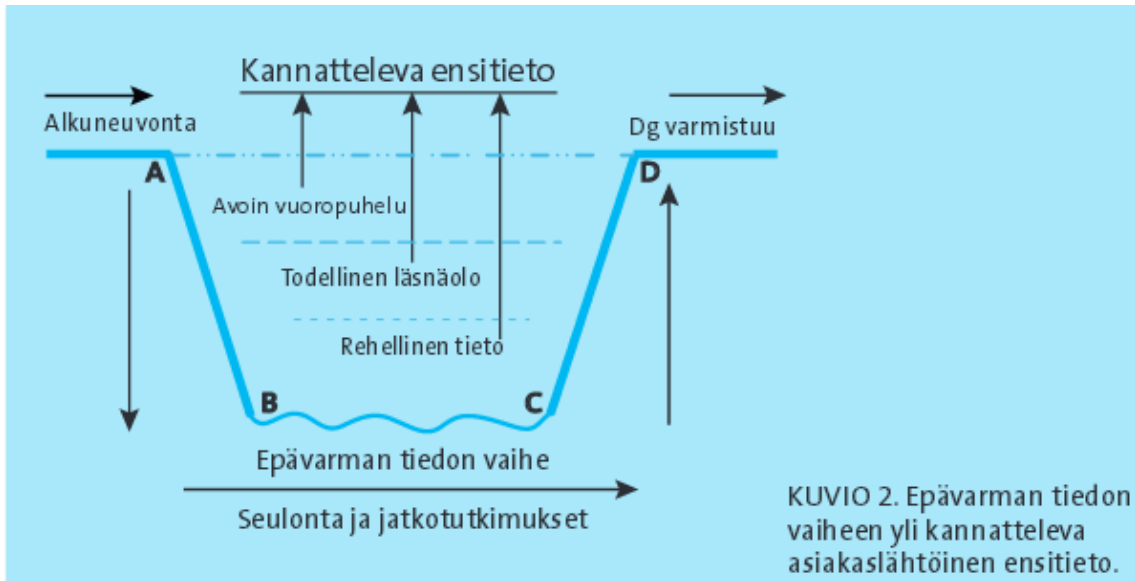 Kannatteleva ensitieto
Alkuneuvonta
Dg varmistuu
A
D
Avoin vuoropuhelu
Todellinen läsnäolo
Rehellinen tieto
B
C
Epävarman tiedon vaihe
Seulonta ja jatkotutkimukset
KUVIO 2. Epävarman tiedon
vaiheen yli kannatteleva
asiakaslähtöinen ensitieto.